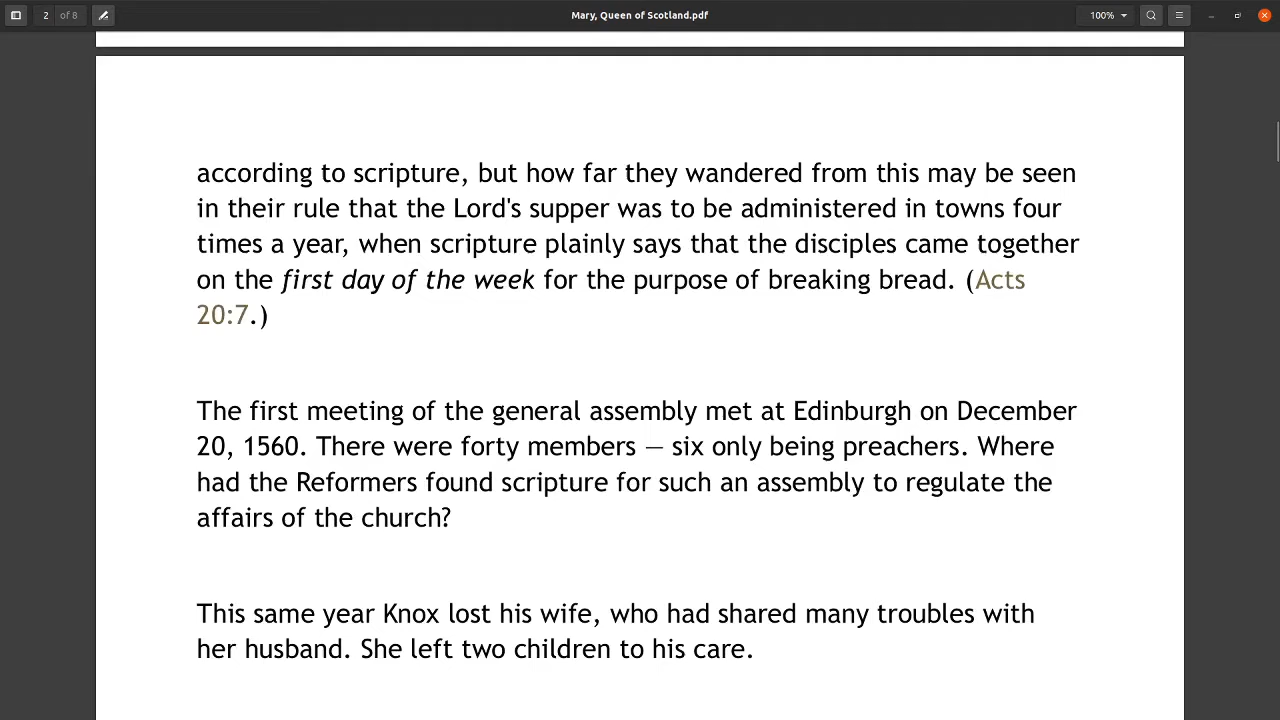 2 of 8
Mary, Queen of Scotland.pdf
100%
according to scripture, but how far they wandered from this may be seen
in their rule that the Lord's supper was to be administered in towns four
times a year, when scripture plainly says that the disciples came together
on the first day of the week for the purpose of breaking bread. (Acts
20:7.)
The first meeting of the general assembly met at Edinburgh on December
20, 1560. There were forty members — six only being preachers. Where
had the Reformers found scripture for such an assembly to regulate the
affairs of the church?
This same year Knox lost his wife, who had shared many troubles with
her husband. She left two children to his care.